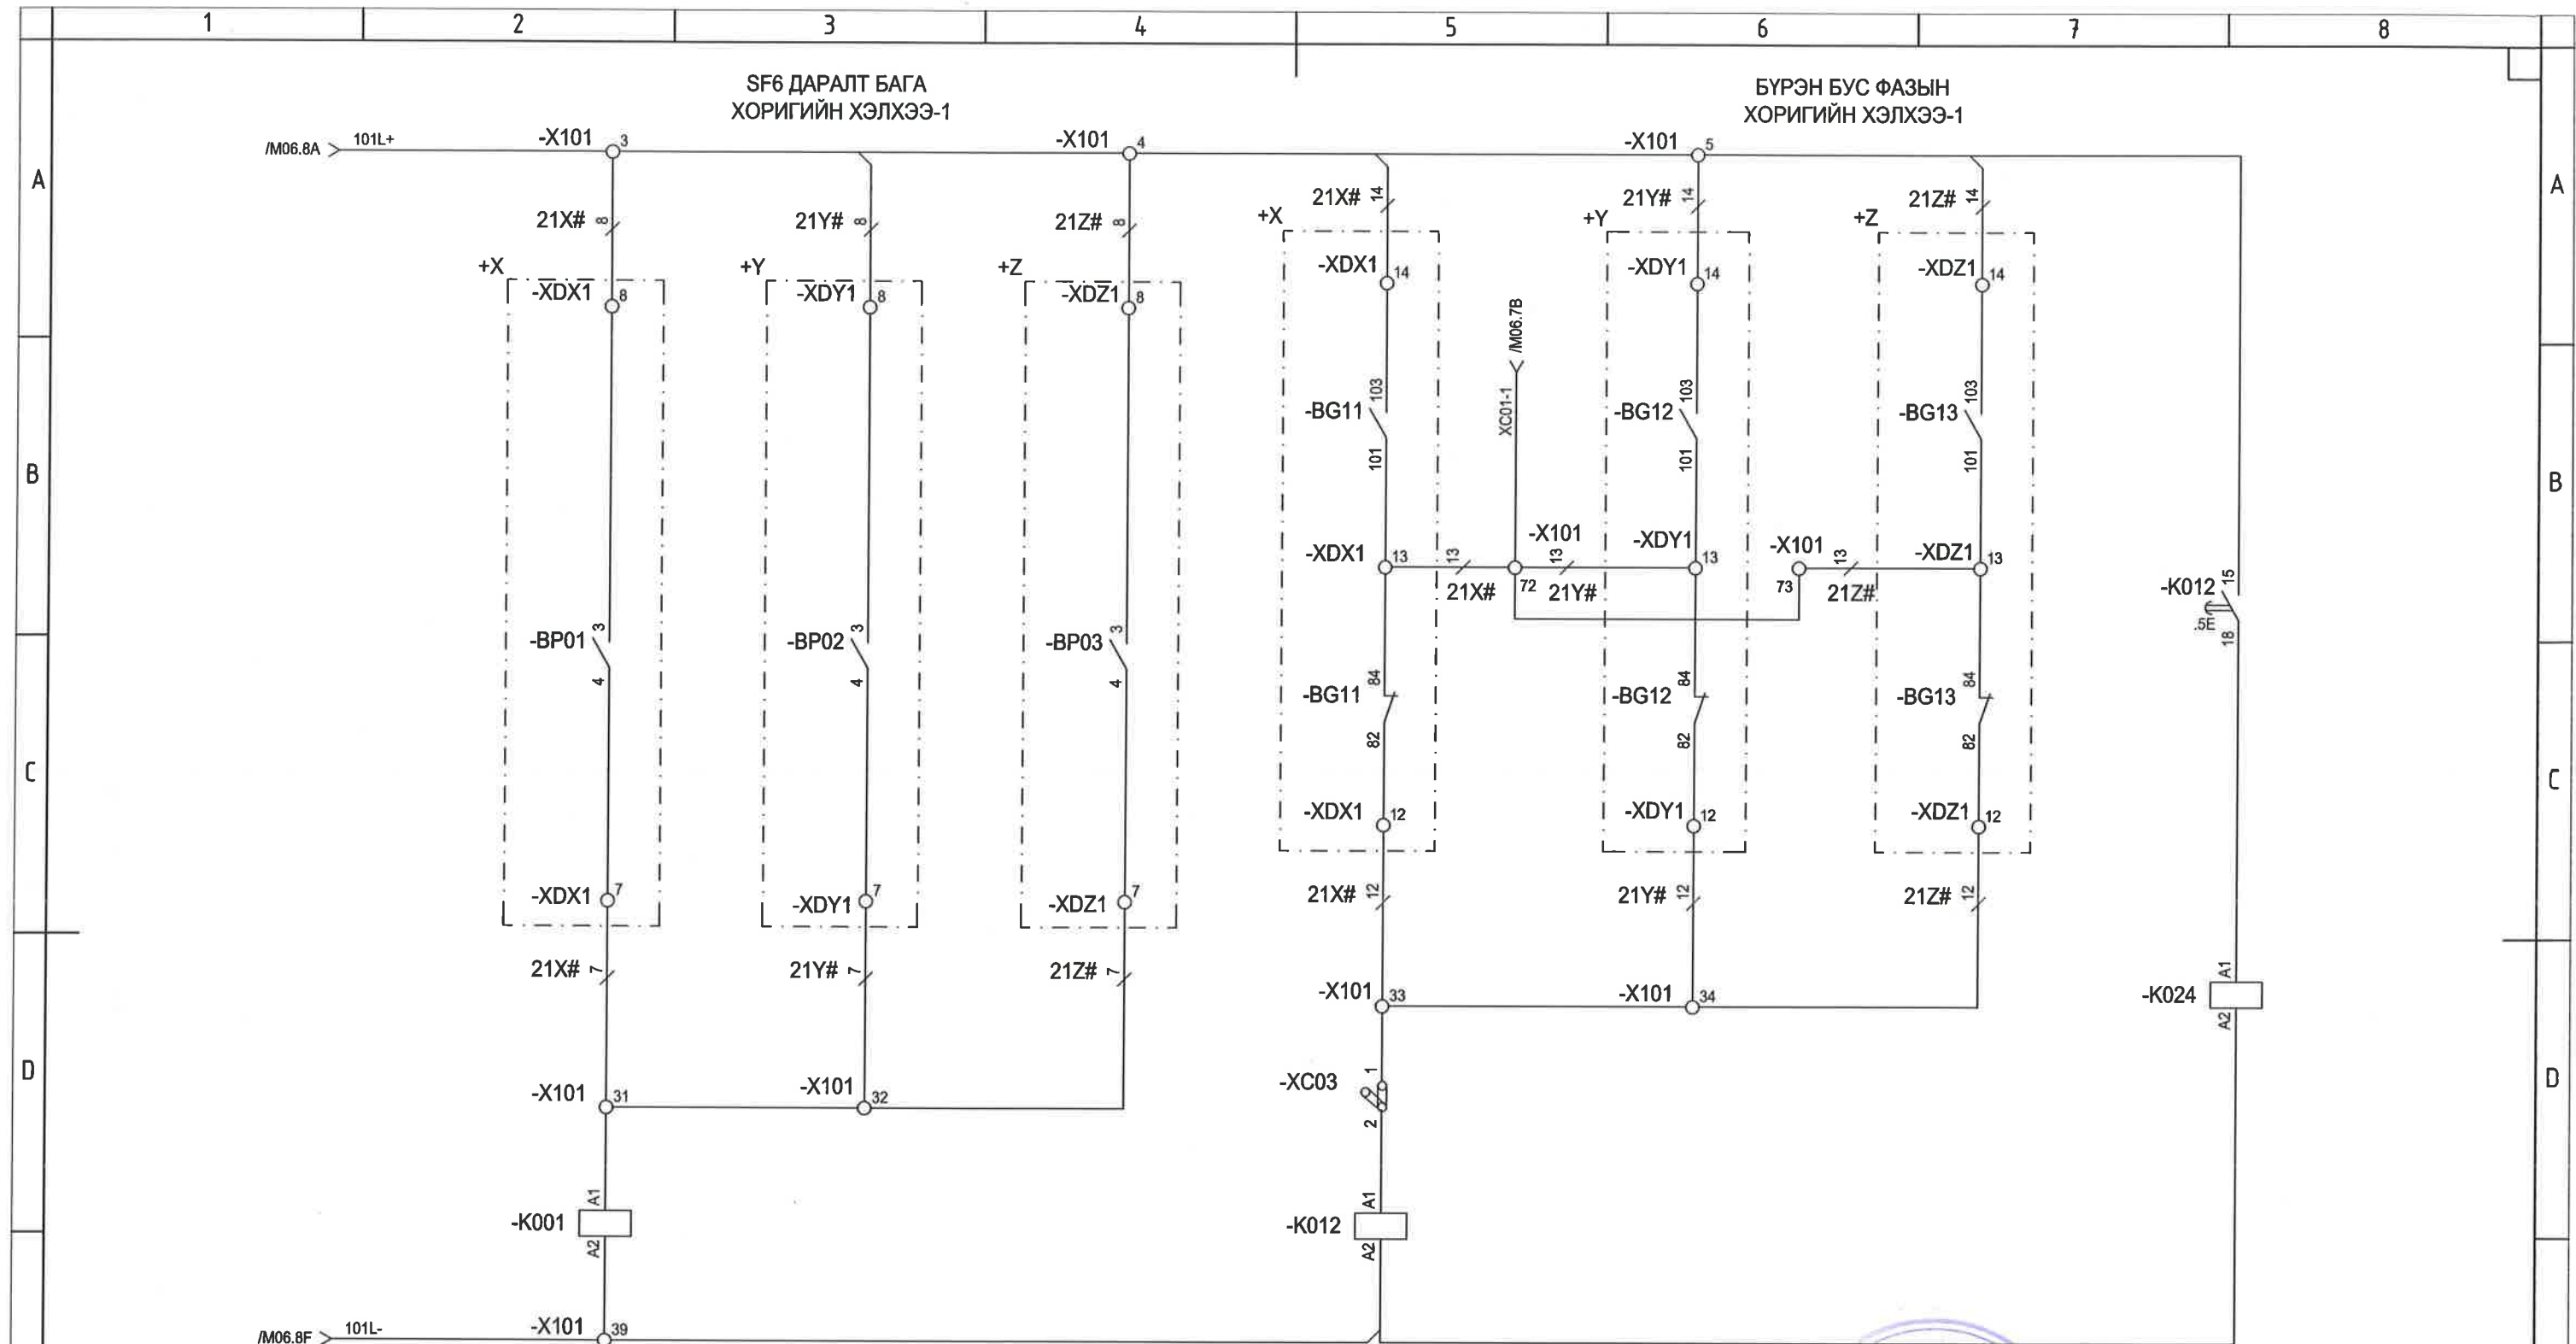 1 2 3 4 5 6 7 8
SF6 ДАРАЛТ БАГА
ХОРИГИЙН ХЭЛХЭЭ-1
БҮРЭН БУС ФАЗЫН
ХОРИГИЙН ХЭЛХЭЭ-1
/M06.8A 101L+ -X101 3 -X101 4 -X101 5
A A
21X# 8 21Y# 8 21Z# 8 21X# 14 21Y# 14 21Z# 14
+X +Y +Z +X +Y +Z
-XDX1 8 -XDY1 8 -XDZ1 8 -XDX1 14 -XDY1 14 -XDZ1 14
/M06.7B
XC01-1
103 103 103
-BG11 -BG12 -BG13
101 101 101
B B
-XDX1 13 13 -X101 13 -XDY1 13 -X101 13 -XDZ1 13
21X# 72 21Y# 73 21Z#
-K012 15
.5E
18
3 3 3
-BP01 -BP02 -BP03
4 4 4
84 84 84
-BG11 -BG12 -BG13
82 82 82
C C
-XDX1 12 -XDY1 12 -XDZ1 12
-XDX1 7 -XDY1 7 -XDZ1 7
21X# 12 21Y# 12 21Z# 12
21X# 7 21Y# 7 21Z# 7
-X101 33 -X101 34
A1
-K024
A2
D D
-X101 31 -X101 32
1
-XC03
2
A1 A1
-K001 -K012
A2 A2
/M06.8F 101L- -X101 39